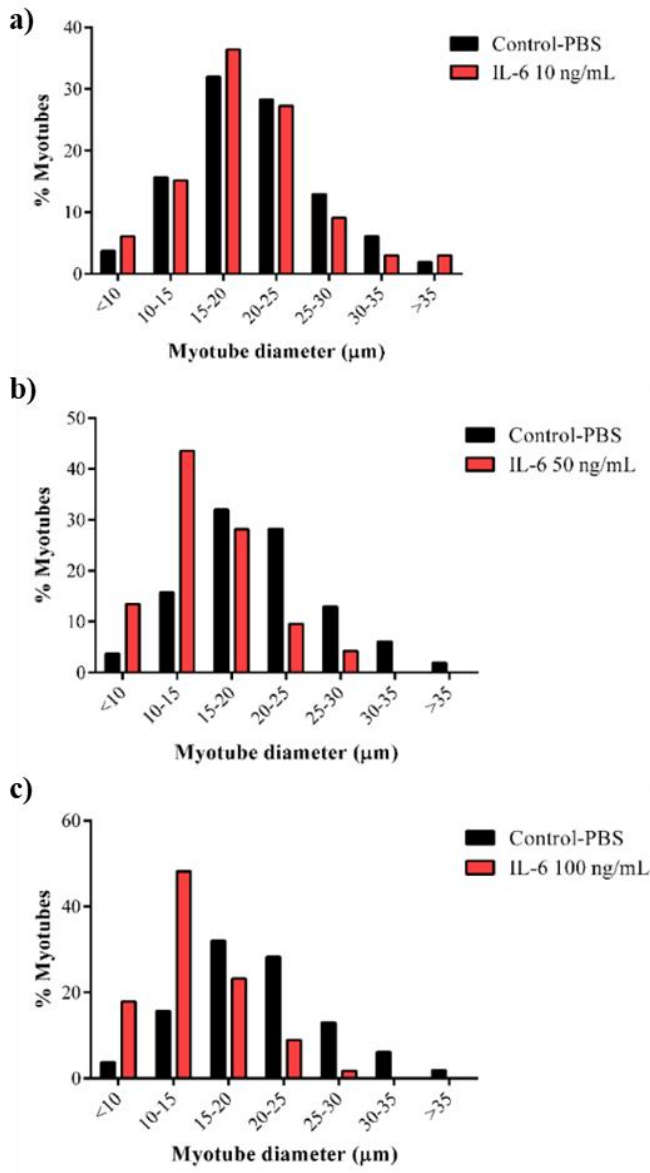 a)
40
30
20
10
0
% Myotubes
Control-PBS
IL-6 10 ng/mL
<10 10-15 15-20 20-25 25-30 30-35 >35
Myotube diameter (μm)
b)
50
40
30
20
10
0
% Myotubes
Control-PBS
IL-6 50 ng/mL
<10 10-15 15-20 20-25 25-30 30-35 >35
Myotube diameter (μm)
c)
60
40
20
0
% Myotubes
Control-PBS
IL-6 100 ng/mL
<10 10-15 15-20 20-25 25-30 30-35 >35
Myotube diameter (μm)